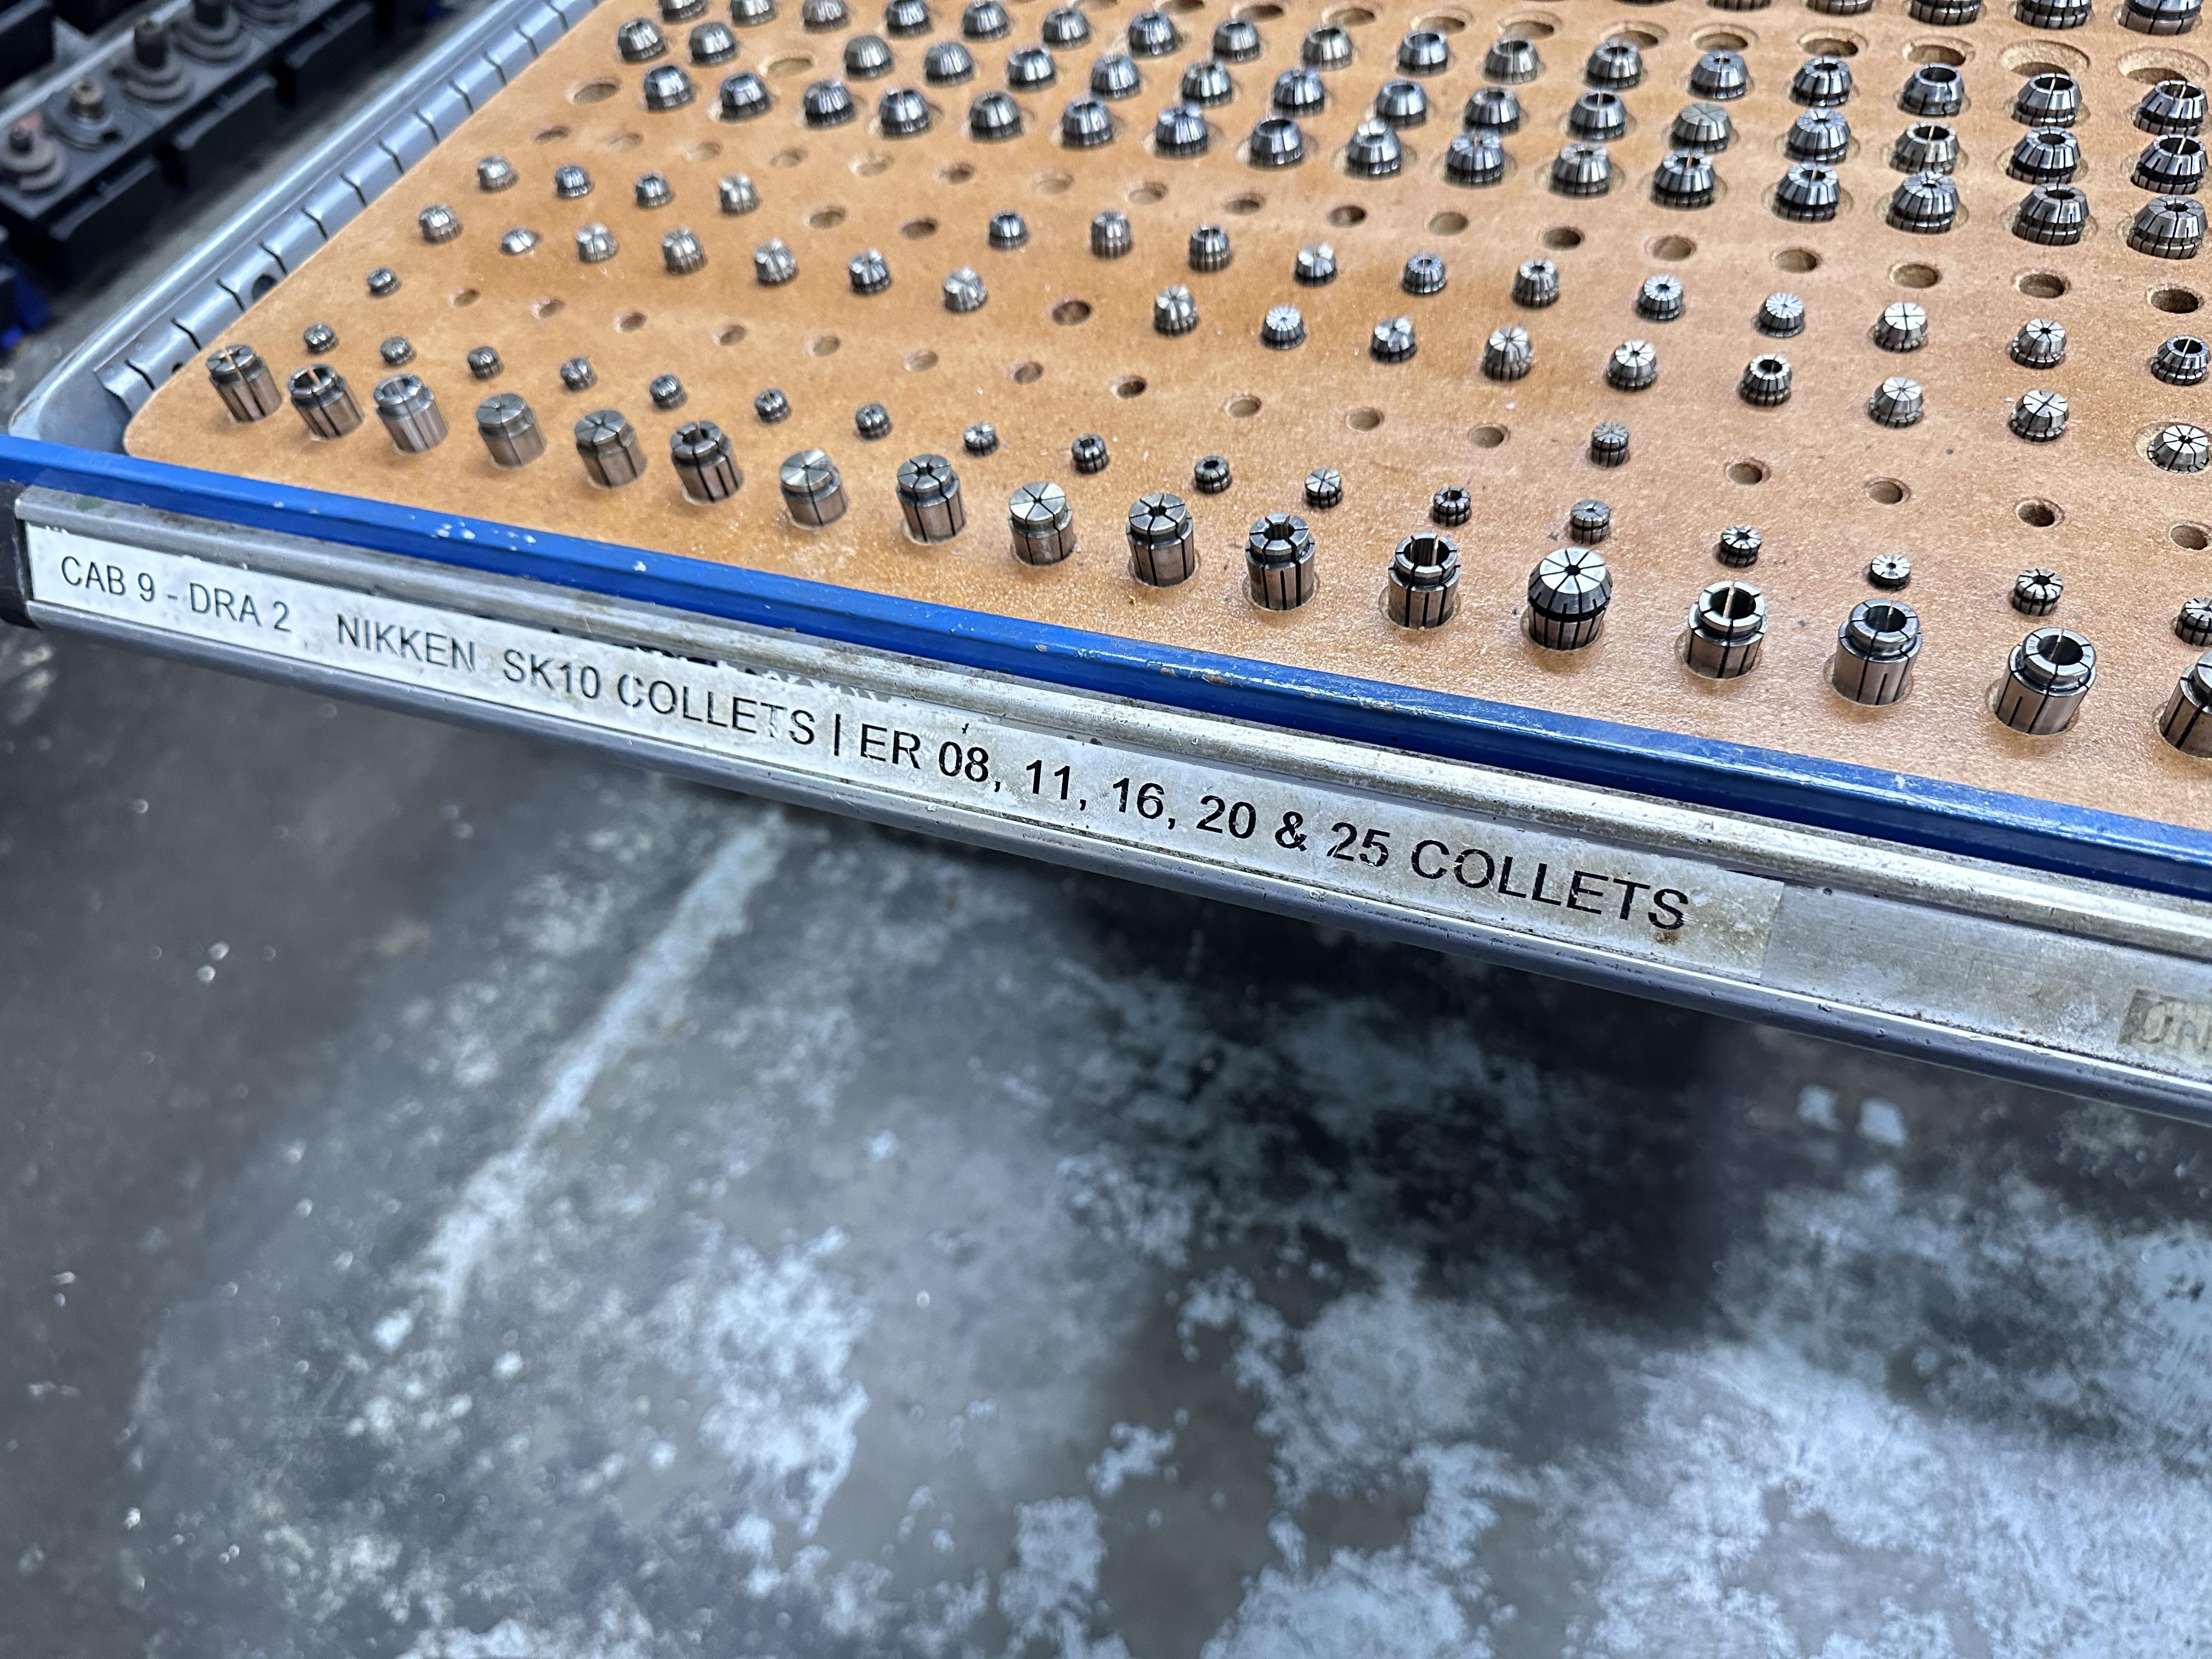 CAB 9 - DRA 2 NIKKEN SK10 COLLETS | ER 08, 11, 16, 20 & 25 COLLETS